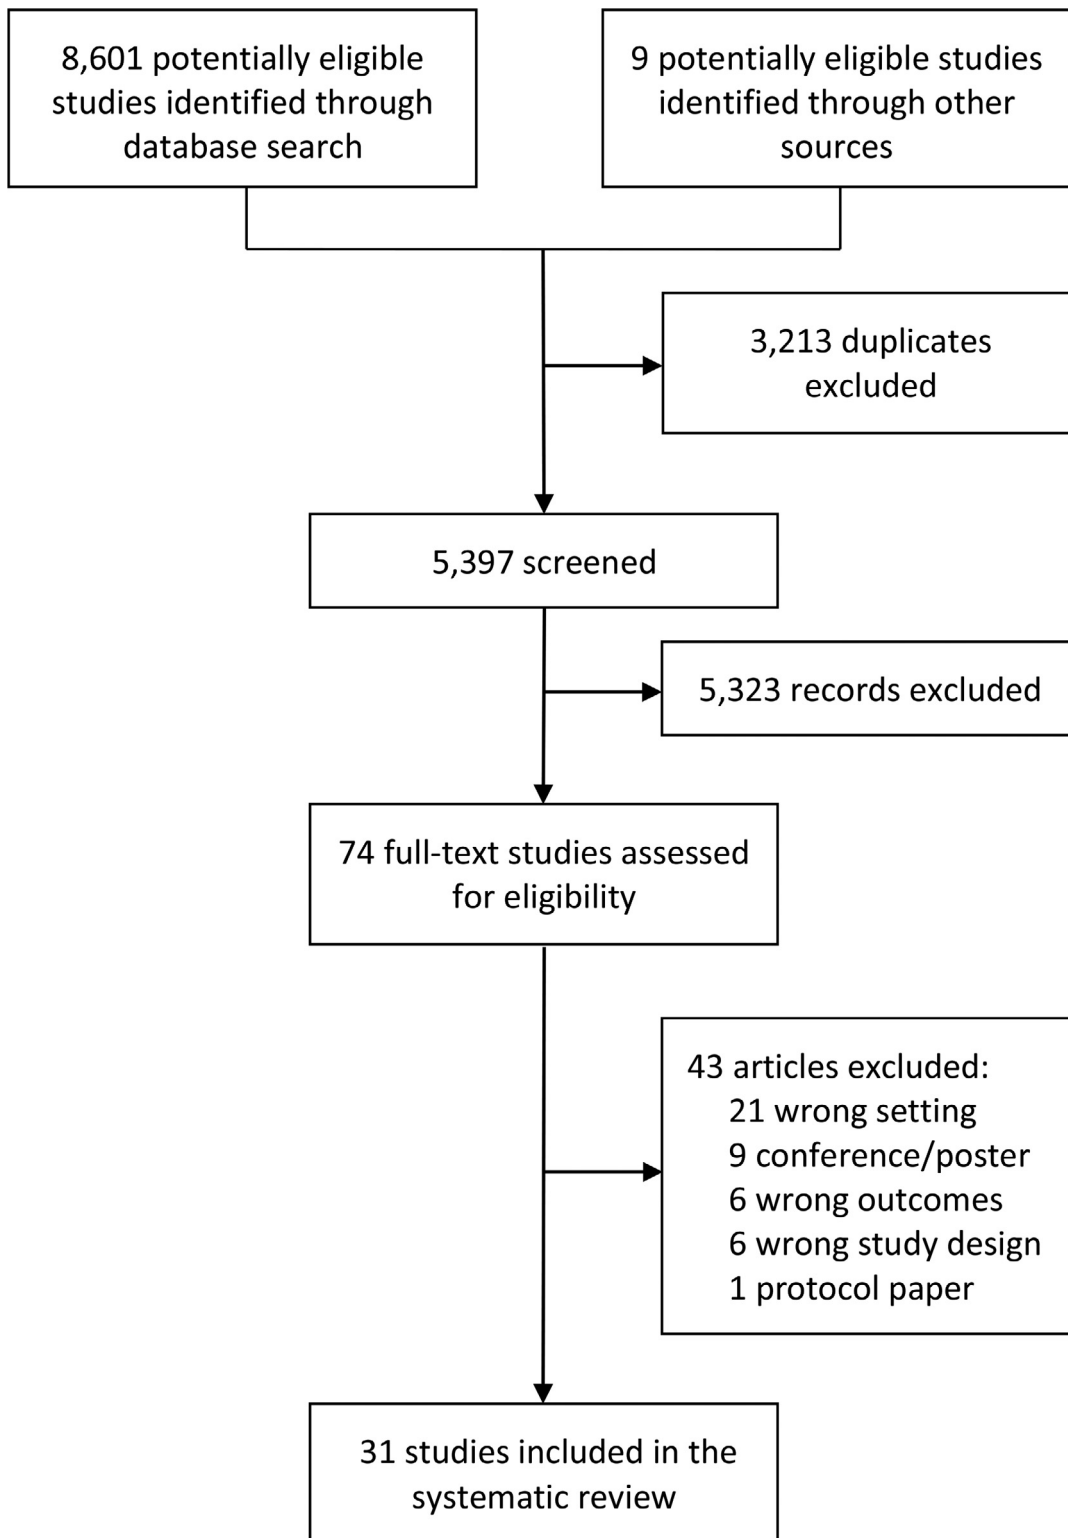 8,601 potentially eligible
studies identified through
database search
9 potentially eligible studies
identified through other
sources
3,213 duplicates
excluded
5,397 screened
5,323 records excluded
74 full-text studies assessed
for eligibility
43 articles excluded:
21 wrong setting
9 conference/poster
6 wrong outcomes
6 wrong study design
1 protocol paper
31 studies included in the
systematic review